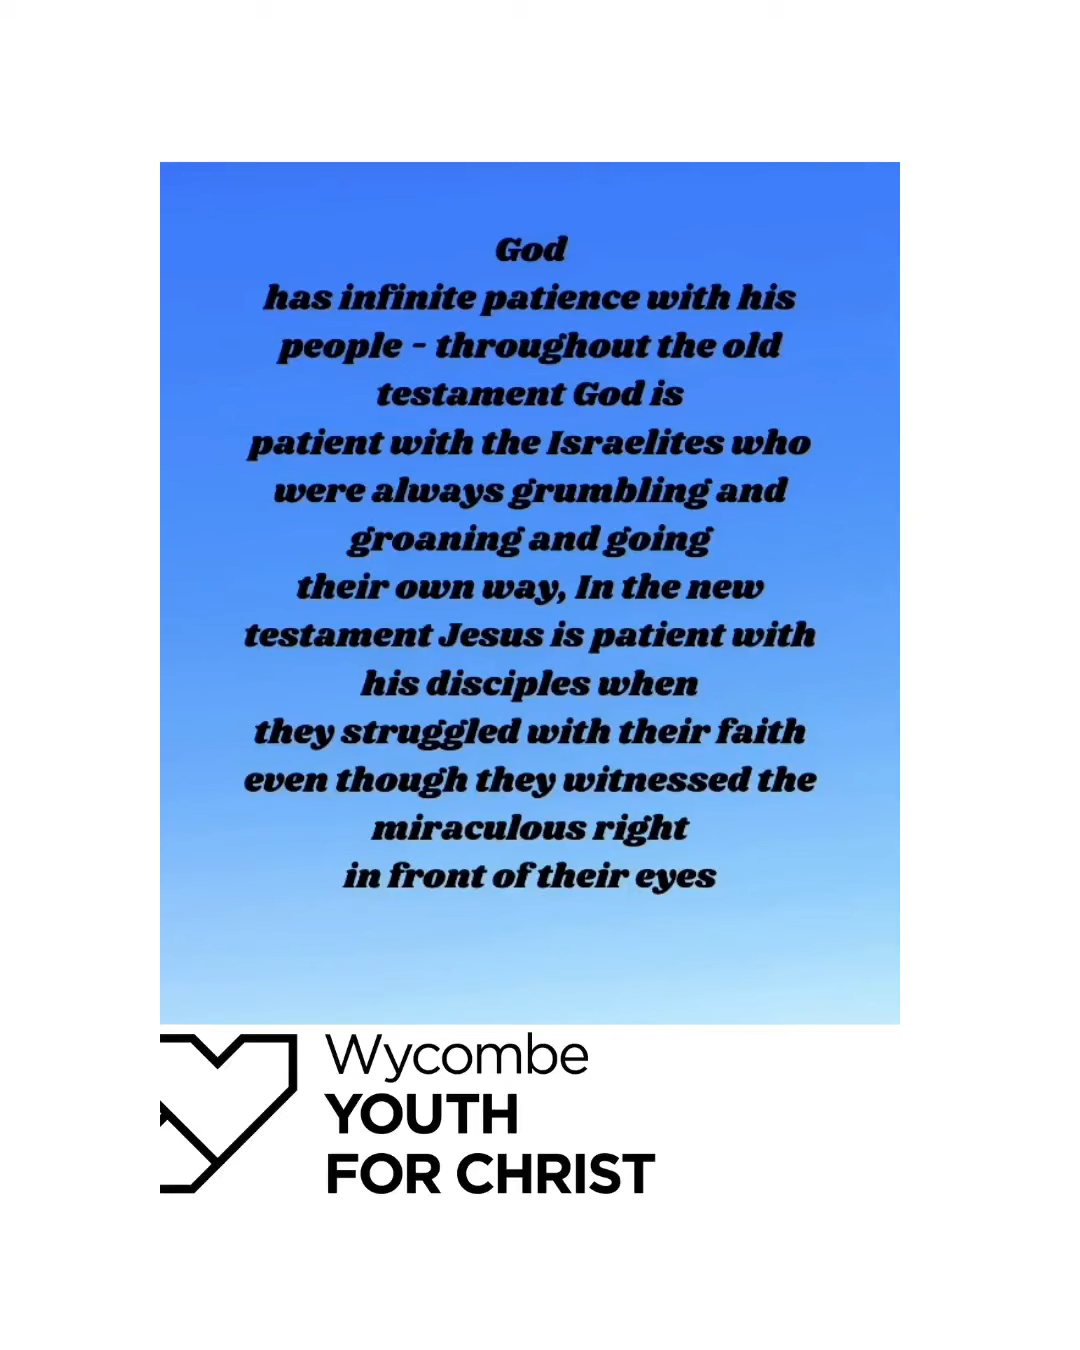 God
has infinite patience with his
people - throughout the old
testament God is
patient with the Israelites who
were always grumbling and
groaning and going
their own way, In the new
testament Jesus is patient with
his disciples when
they struggled with their faith
even though they witnessed the
miraculous right
in front of their eyes
Wycombe
YOUTH
FOR CHRIST